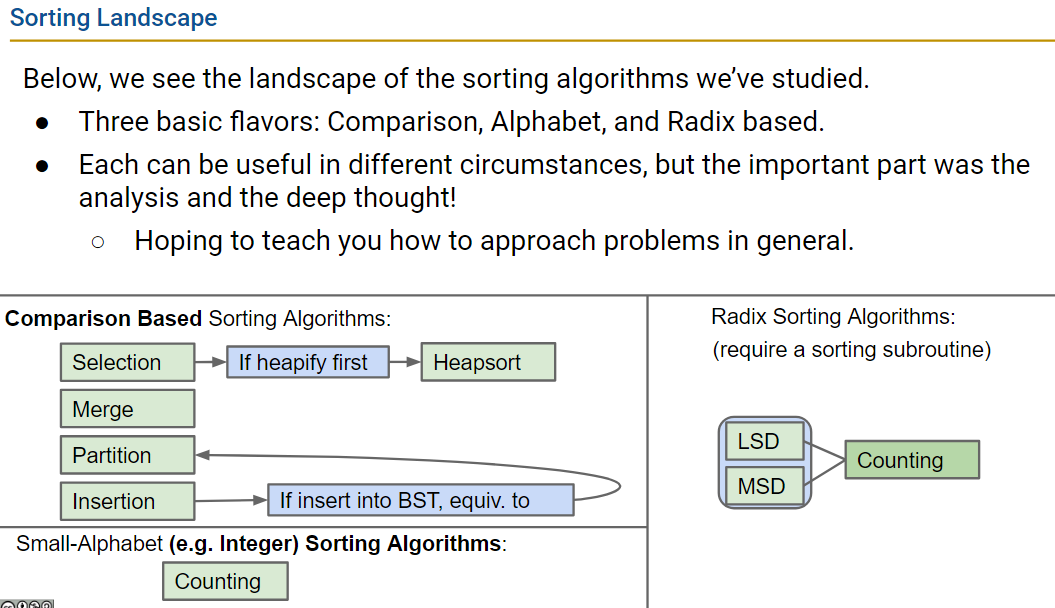 Sorting Landscape
Below, we see the landscape of the sorting algorithms we’ve studied.
● Three basic flavors: Comparison, Alphabet, and Radix based.
● Each can be useful in different circumstances, but the important part was the
analysis and the deep thought!
○ Hoping to teach you how to approach problems in general.
Comparison Based Sorting Algorithms:
Selection
If heapify first
Heapsort
Merge
Partition
Insertion
If insert into BST, equiv. to
Small-Alphabet (e.g. Integer) Sorting Algorithms:
Counting
Radix Sorting Algorithms:
(require a sorting subroutine)
LSD
MSD
Counting